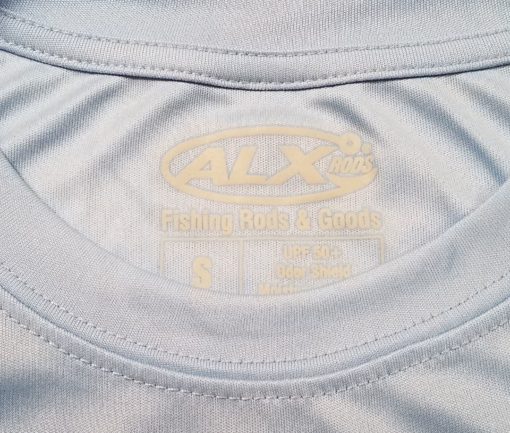 ALX RODS
Fishing Rods & Goods
S
UPF 50+
Odor Shield